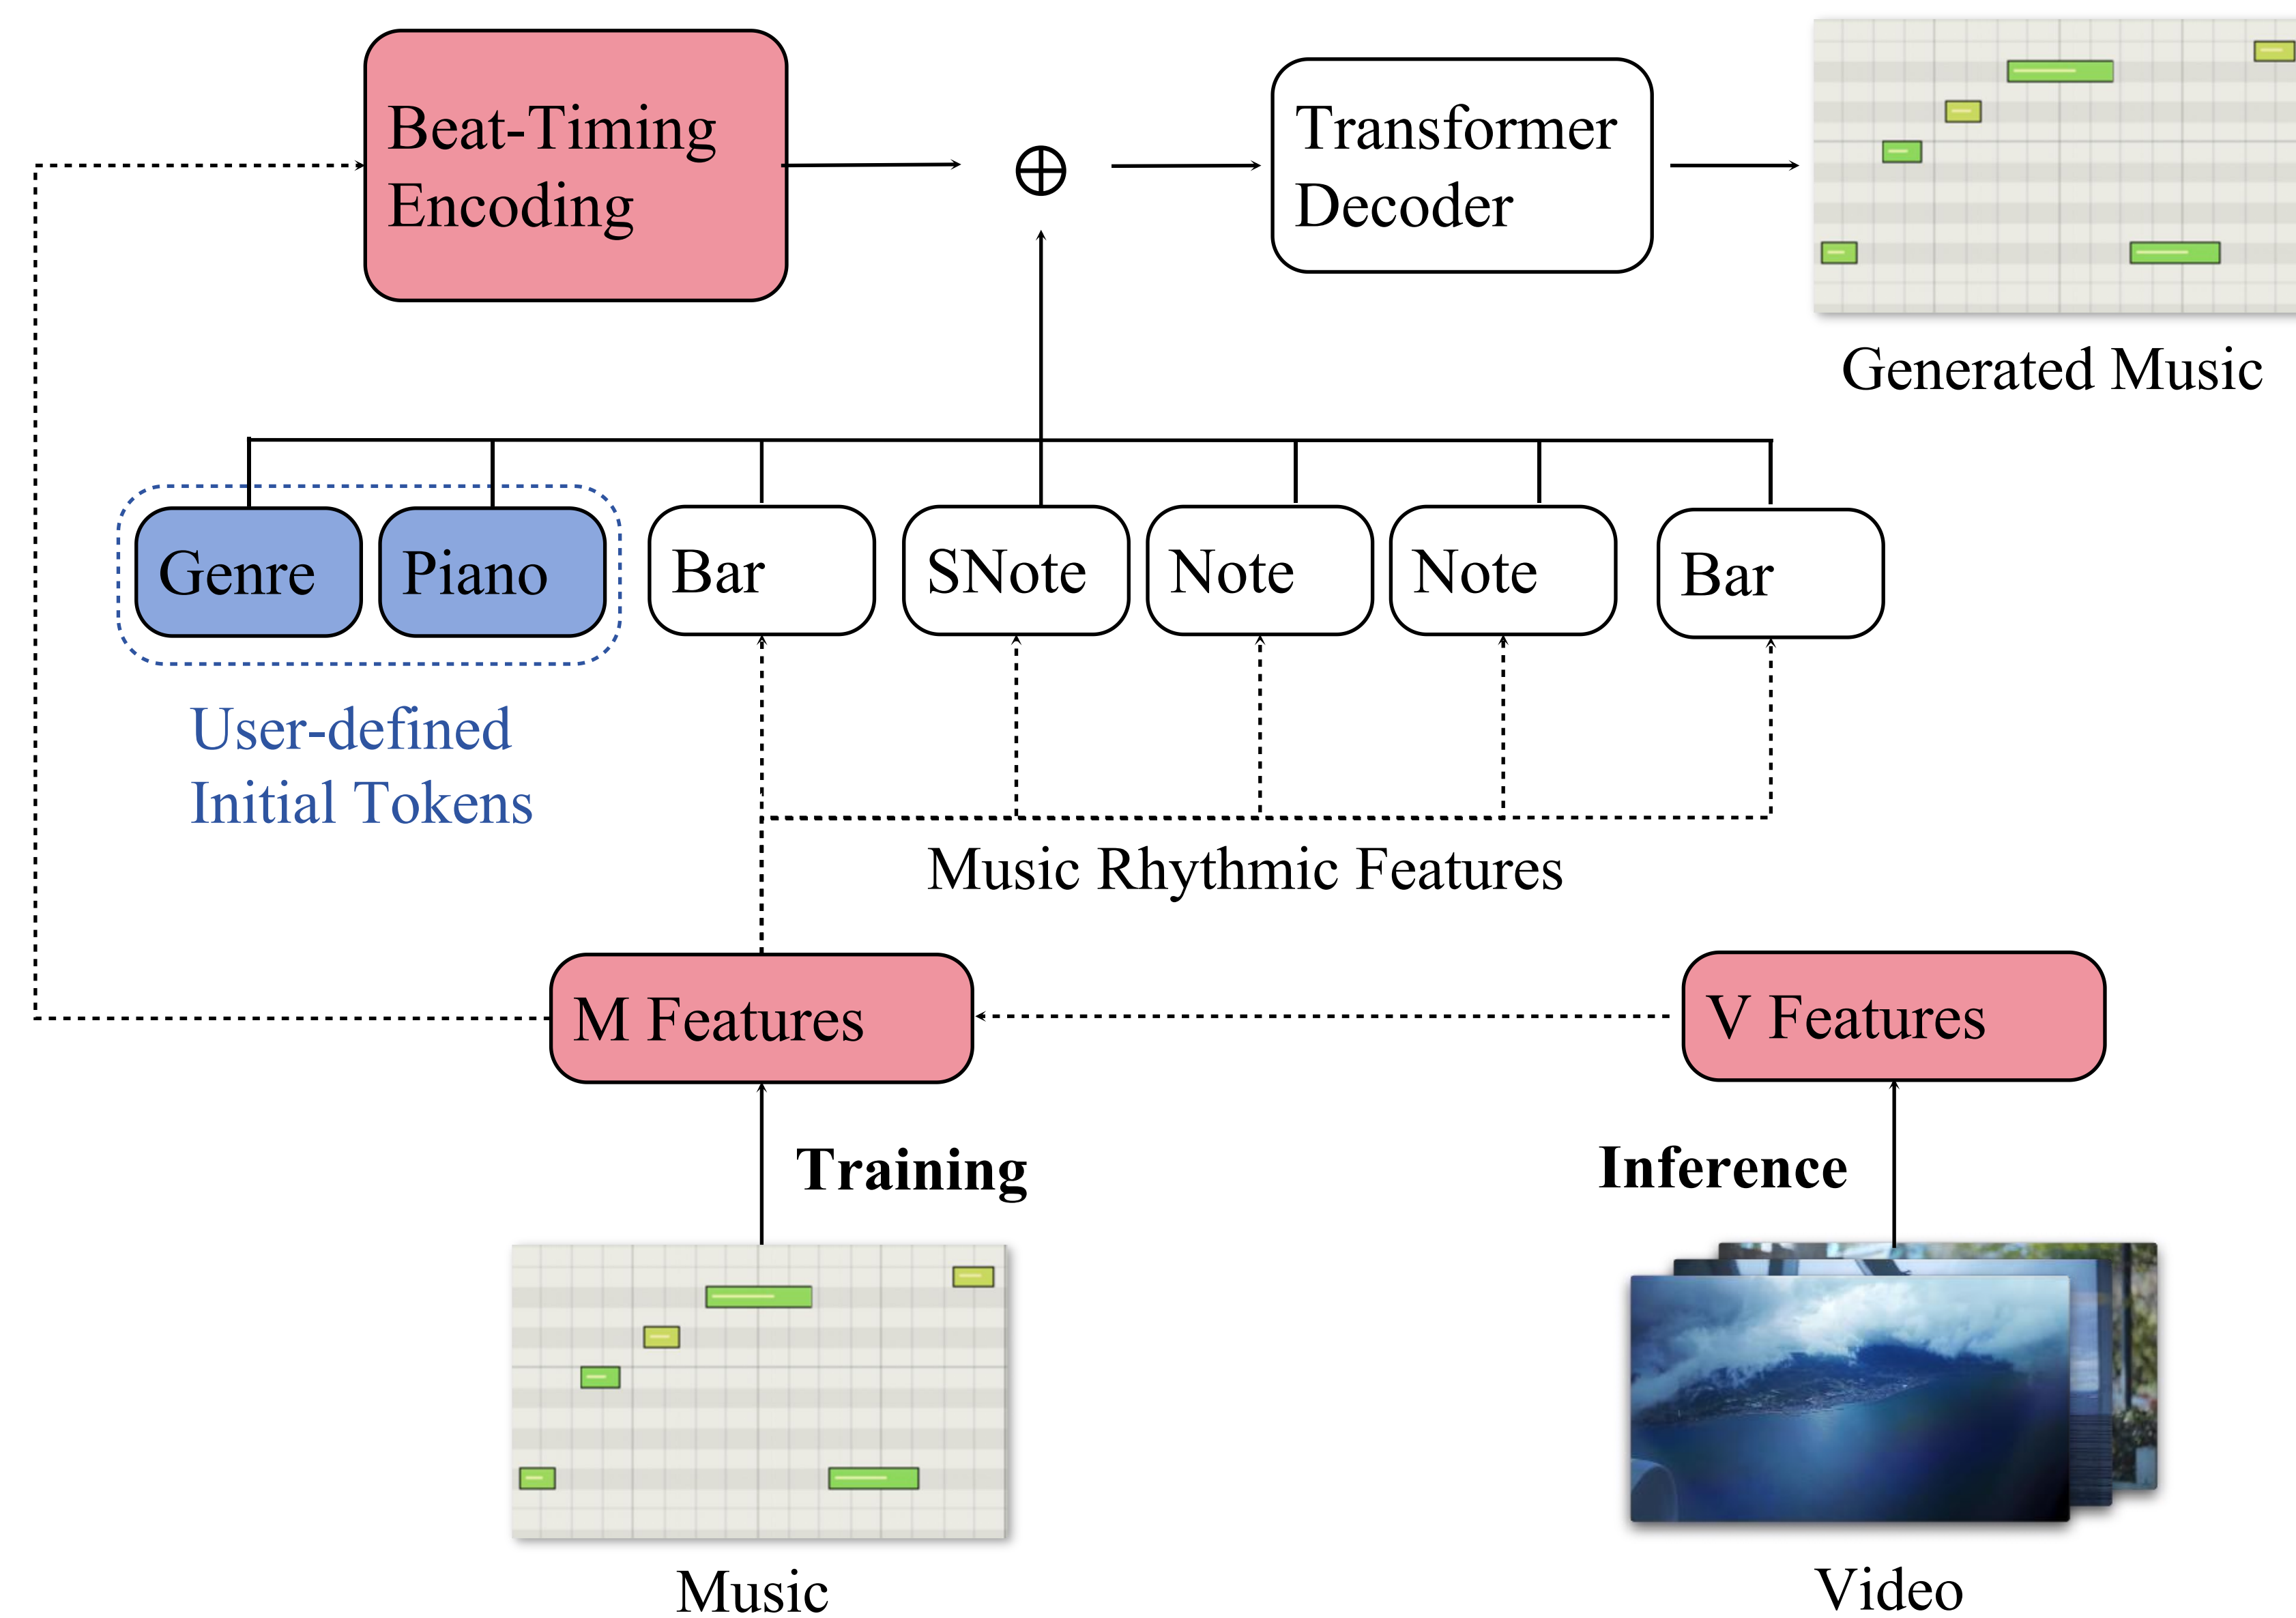 Beat-Timing
Encoding
Transformer
Decoder
Generated Music
Genre
Piano
Bar
SNote
Note
Note
Bar
User-defined
Initial Tokens
Music Rhythmic Features
M Features
V Features
Training
Inference
Music
Video